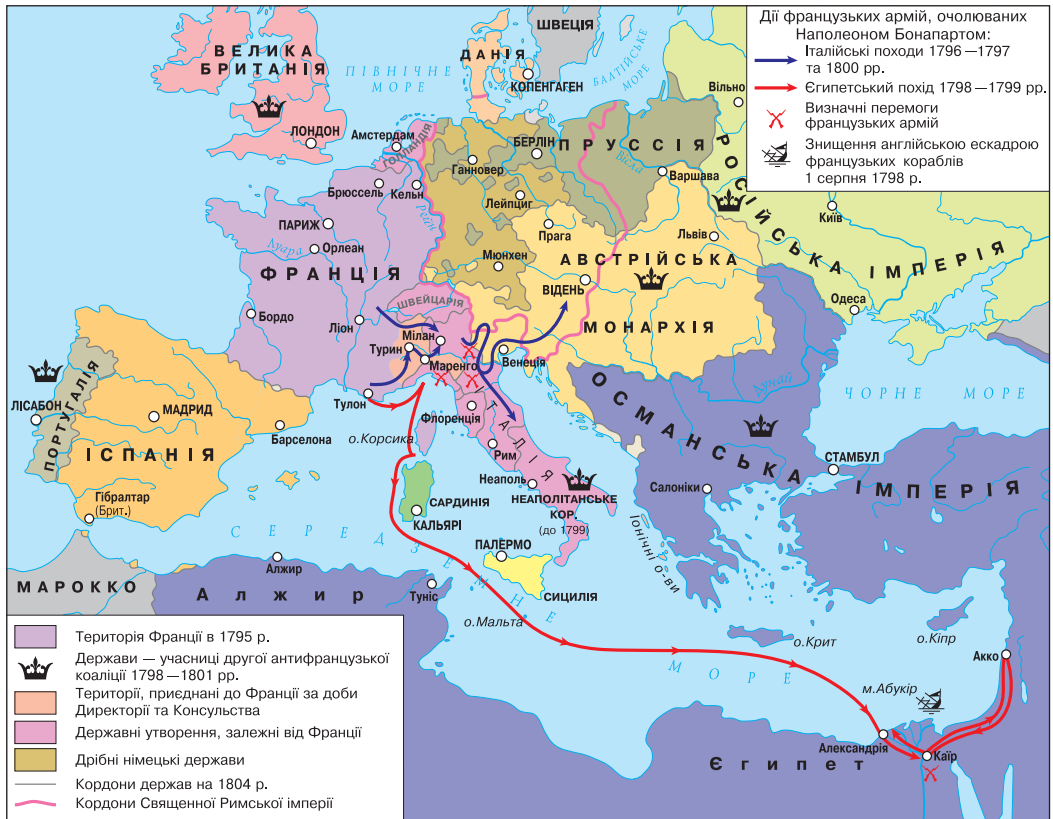 Дії французьких армій, очолюваних
Наполеоном Бонапартом:
Італійські походи 1796—1797
та 1800 рр.
Єгипетський похід 1798—1799 рр.
Визначні перемоги
французьких армій
Знищення англійською ескадрою
французьких кораблів
1 серпня 1798 р.
ШВЕЦІЯ
ВЕЛИКА
БРИТАНІЯ
ПІВНІЧНЕ
МОРЕ
ДАНІЯ
КОПЕНГАГЕН
БАЛТІЙСЬКЕ
МОРЕ
Вільно
ЛОНДОН
Амстердам
ГОЛЛАНДІЯ
БЕРЛІН
ПРУССІЯ
Ганновер
Вісла
Варшава
РОСІЙСЬКА ІМПЕРІЯ
Брюссель
Кельн
Рейн
Лейпциг
Київ
ПАРИЖ
Орлеан
Луара
Прага
Львів
ФРАНЦІЯ
Мюнхен
АВСТРІЙСЬКА
МОНАРХІЯ
ВІДЕНЬ
ШВЕЙЦАРІЯ
Одеса
Бордо
Ліон
Мілан
Турин
Маренго
Венеція
Дунай
ЧОРНЕ МОРЕ
ПОРТУГАЛІЯ
ЛІСАБОН
МАДРИД
Тулон
Флоренція
ІТАЛІЯ
ОСМАНСЬКА ІМПЕРІЯ
Барселона
о.Корсика
Рим
СТАМБУЛ
ІСПАНІЯ
Неаполь
НЕАПОЛІТАНСЬКЕ
КОР.
(до 1799)
Салоніки
Гібралтар
(Брит.)
САРДИНІЯ
КАЛЬЯРІ
Іонічні о-ви
СЕРЕДЗЕМНЕ
МОРЕ
ПАЛЕРМО
СИЦИЛІЯ
Алжир
МАРОККО
Алжир
Туніс
о.Мальта
о.Крит
о.Кіпр
Акко
м.Абукір
Александрія
Каїр
Єгипет
Територія Франції в 1795 р.
Держави — учасниці другої антифранцузької
коаліції 1798—1801 рр.
Території, приєднані до Франції за доби
Директорії та Консульства
Державні утворення, залежні від Франції
Дрібні німецькі держави
Кордони держав на 1804 р.
Кордони Священної Римської імперії